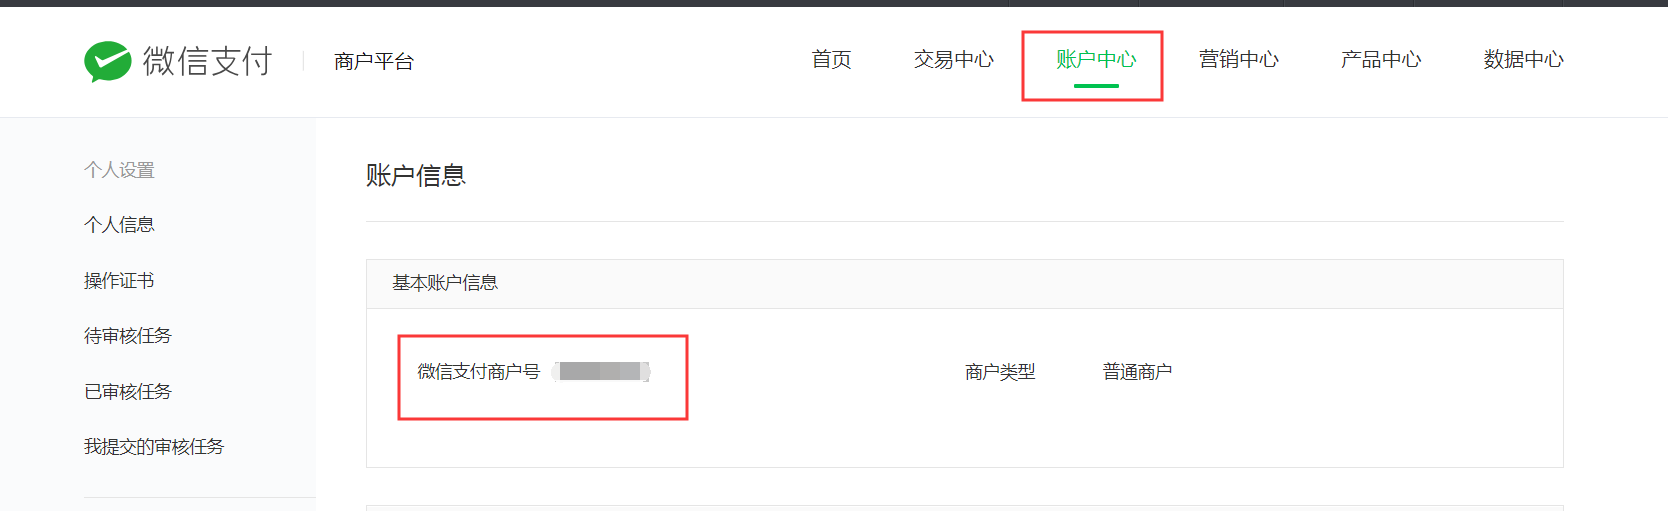 微信支付 商户平台 首页 交易中心 账户中心 营销中心 产品中心 数据中心
个人设置
个人信息
操作证书
待审核任务
已审核任务
我提交的审核任务
账户信息
基本账户信息
微信支付商户号 商户类型 普通商户